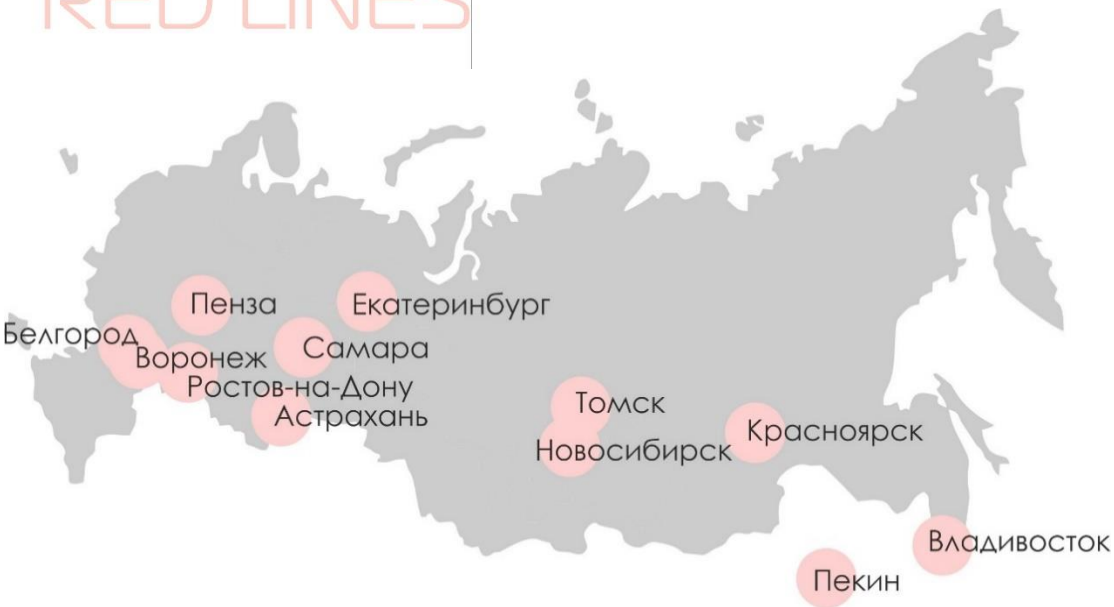 RED LINES
Пенза
Екатеринбург
Белгород
Воронеж
Самара
Ростов-на-Дону
Астрахань
Томск
Красноярск
Новосибирск
Владивосток
Пекин